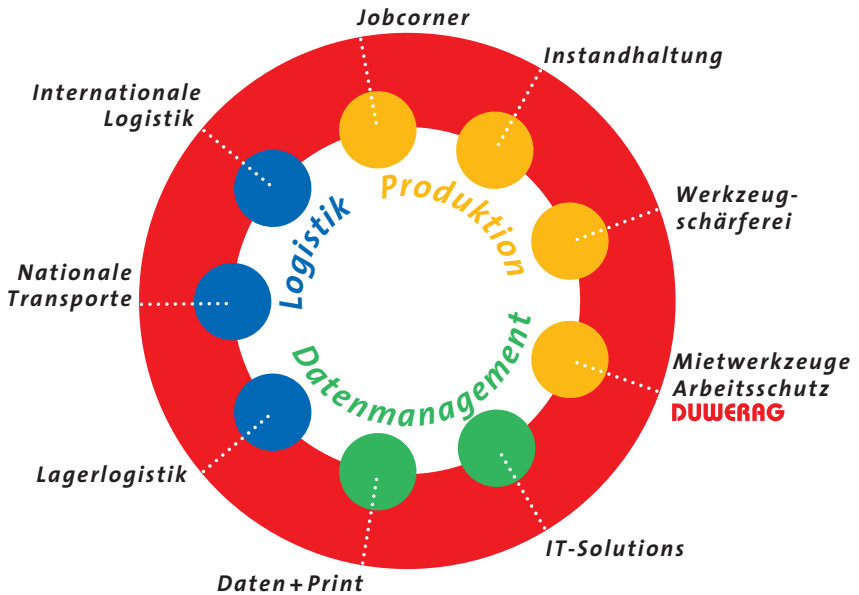 Jobcorner
Instandhaltung
Internationale
Logistik
Werkzeug-
schärferei
Produktion
Logistik
Nationale
Transporte
Datenmanagement
Mietwerkzeuge
Arbeitsschutz
DUWERAG
Lagerlogistik
IT-Solutions
Daten+Print